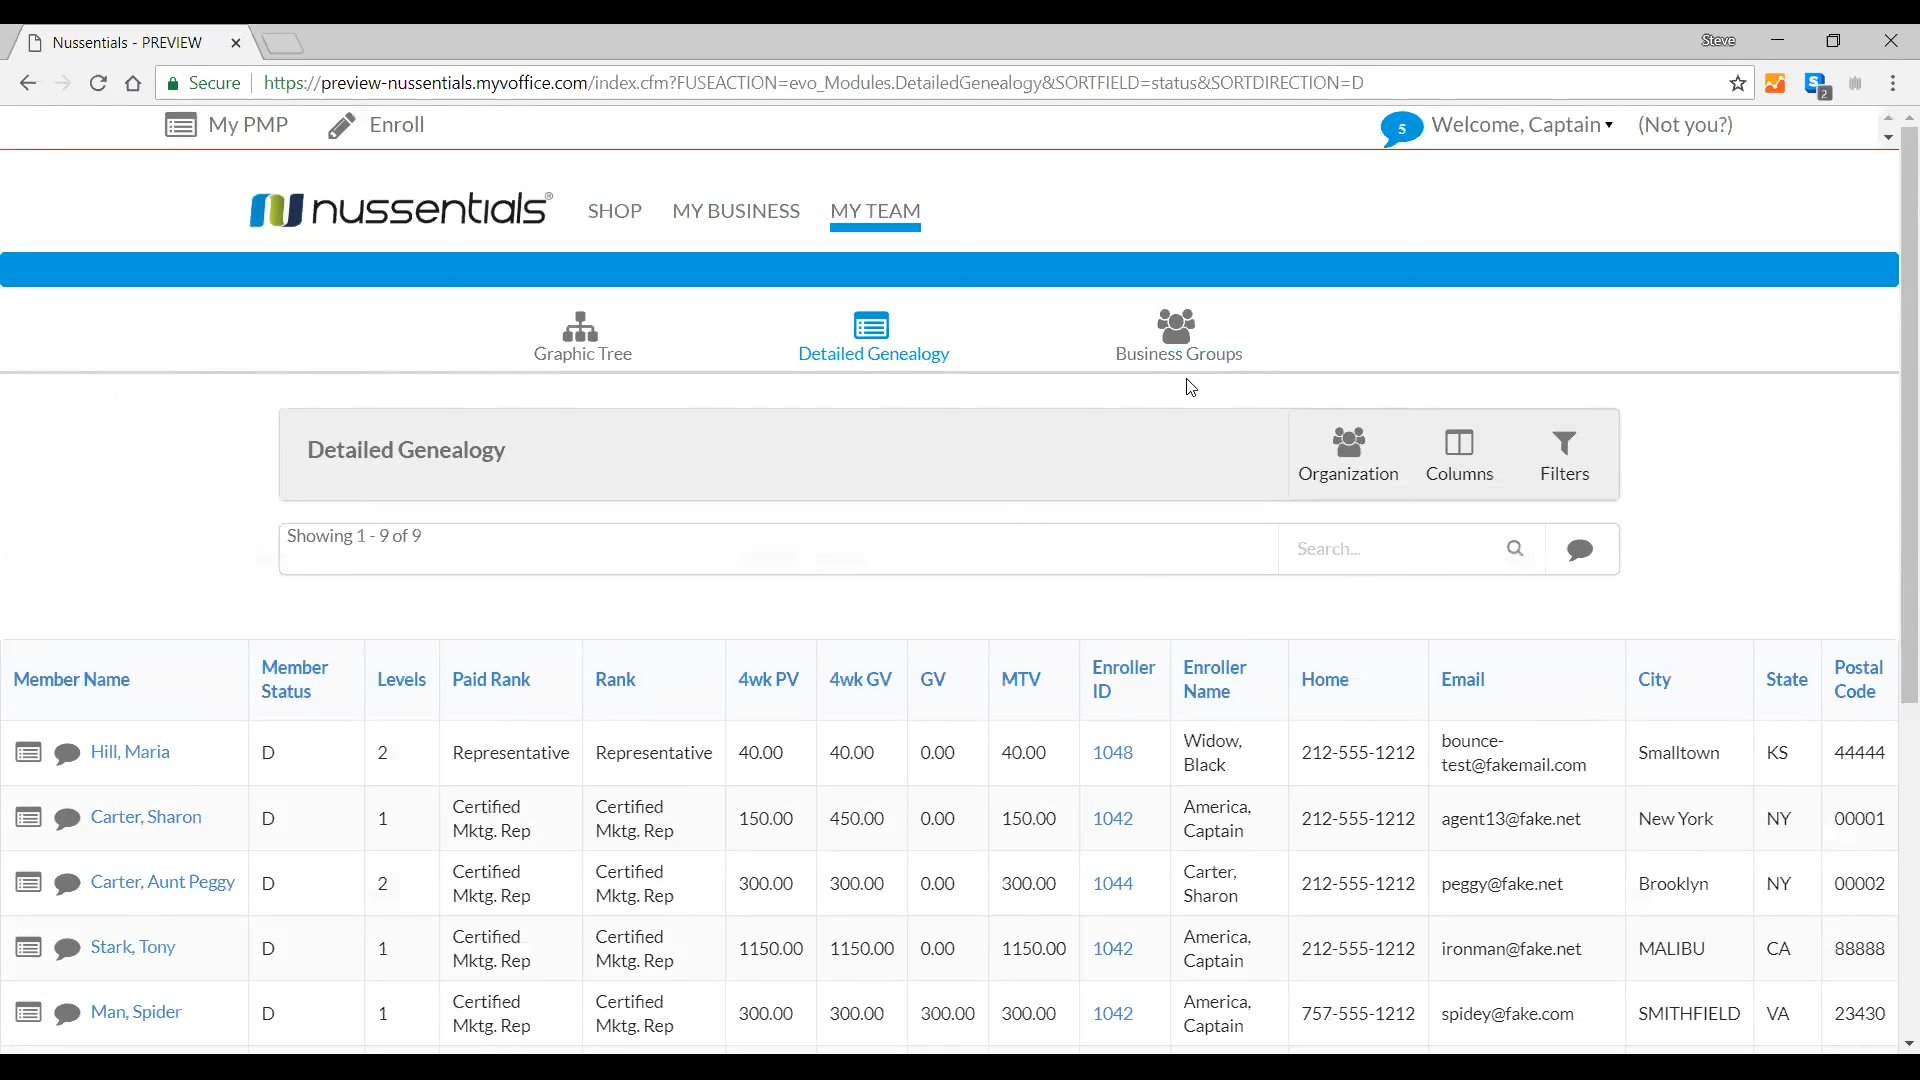 Nussentials - PREVIEW
Steve
Secure https://preview-nussentials.myvoffice.com/index.cfm?FUSEACTION=evo_Modules.DetailedGenealogy&SORTFIELD=status&SORTDIRECTION=D
S 2
My PMP Enroll 5 Welcome, Captain (Not you?)
nussentials® SHOP MY BUSINESS MY TEAM
Graphic Tree Detailed Genealogy Business Groups
Detailed Genealogy
Organization Columns Filters
Showing 1 - 9 of 9
Search...
Member Name Member Status Levels Paid Rank Rank 4wk PV 4wk GV GV MTV Enroller ID Enroller Name Home Email City State Postal Code
Hill, Maria D 2 Representative Representative 40.00 40.00 0.00 40.00 1048 Widow, Black 212-555-1212 bounce-test@fakemail.com Smalltown KS 44444
Carter, Sharon D 1 Certified Mktg. Rep Certified Mktg. Rep 150.00 450.00 0.00 150.00 1042 America, Captain 212-555-1212 agent13@fake.net New York NY 00001
Carter, Aunt Peggy D 2 Certified Mktg. Rep Certified Mktg. Rep 300.00 300.00 0.00 300.00 1044 Carter, Sharon 212-555-1212 peggy@fake.net Brooklyn NY 00002
Stark, Tony D 1 Certified Mktg. Rep Certified Mktg. Rep 1150.00 1150.00 0.00 1150.00 1042 America, Captain 212-555-1212 ironman@fake.net MALIBU CA 88888
Man, Spider D 1 Certified Mktg. Rep Certified Mktg. Rep 300.00 300.00 300.00 300.00 1042 America, Captain 757-555-1212 spidey@fake.com SMITHFIELD VA 23430